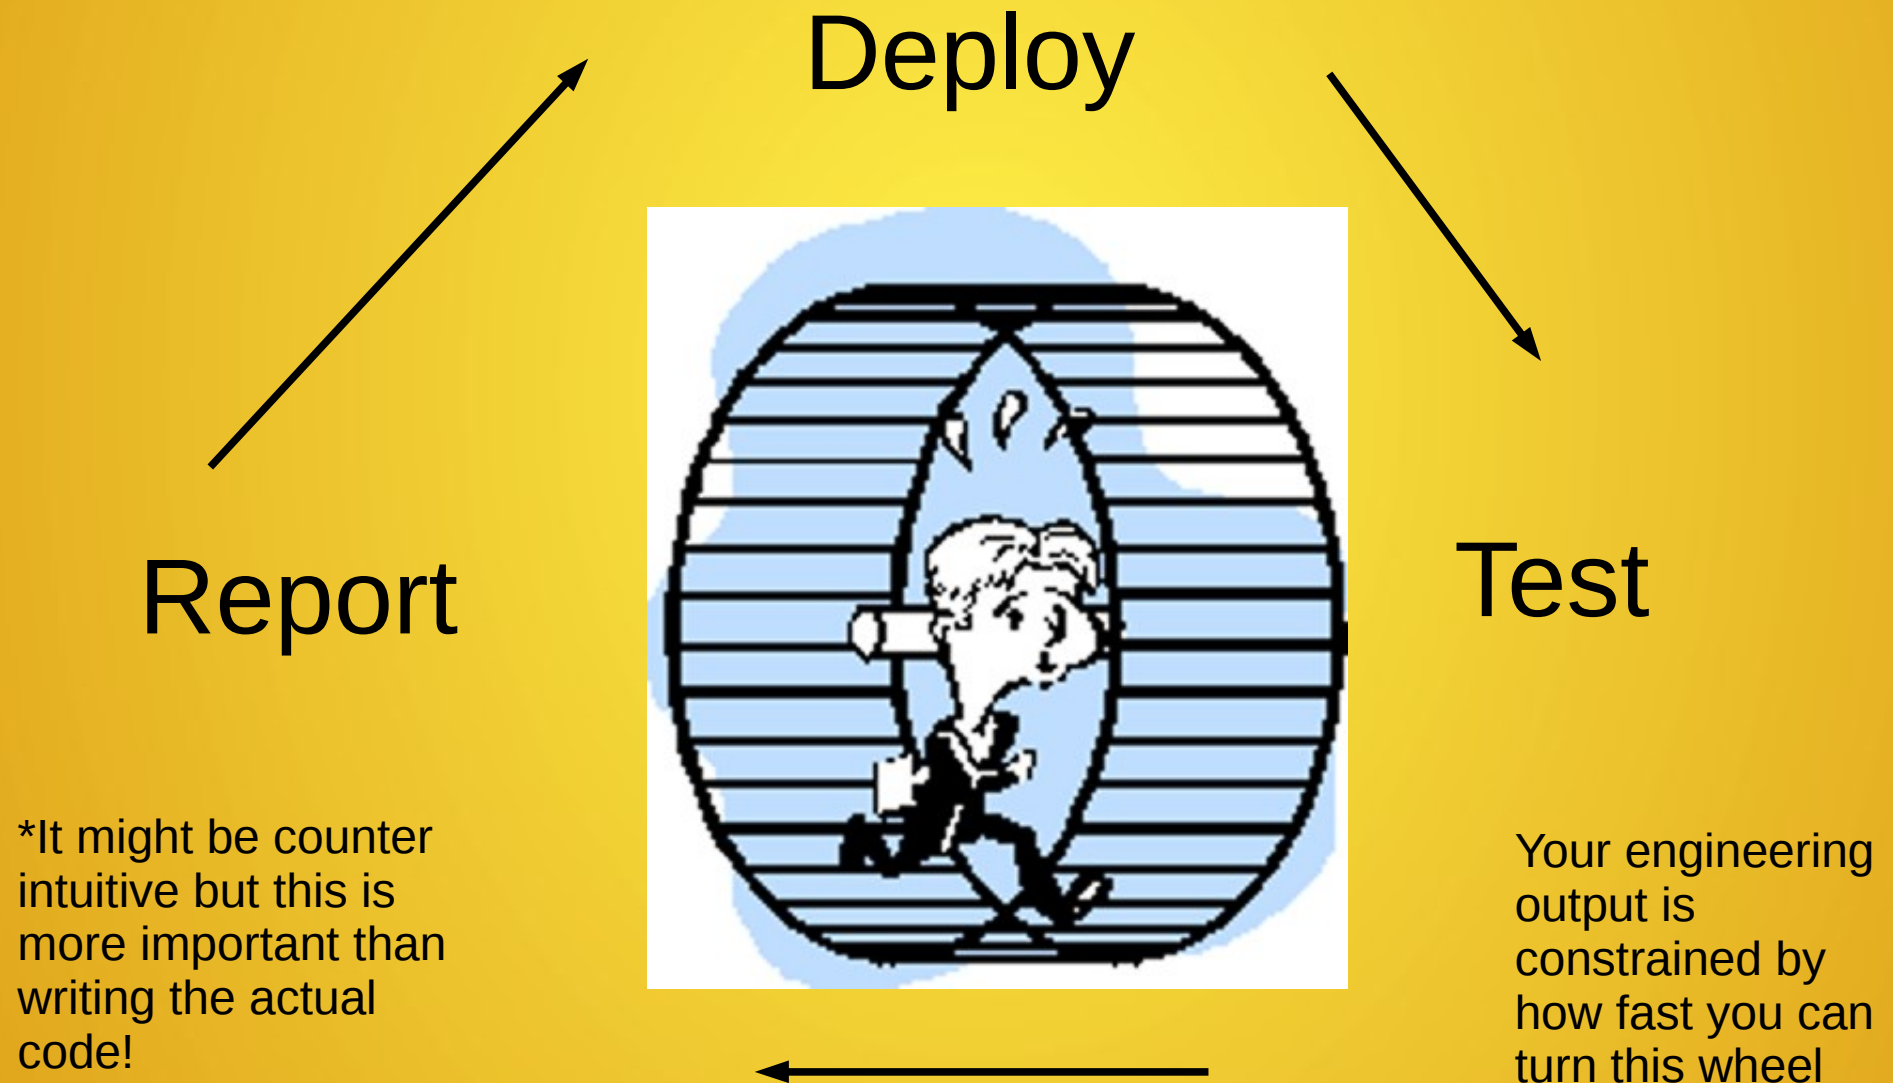 Deploy
Report
Test
*It might be counter
intuitive but this is
more important than
writing the actual
code!
Your engineering
output is
constrained by
how fast you can
turn this wheel